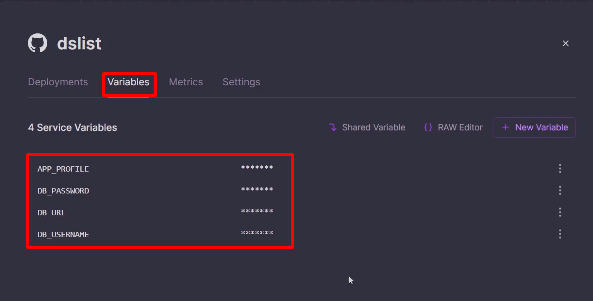 dslist
Deployments Variables Metrics Settings
4 Service Variables Shared Variable {} RAW Editor + New Variable
APP_PROFILE *******
DB_PASSWORD *******
DB_URL *******
DB_USERNAME *******